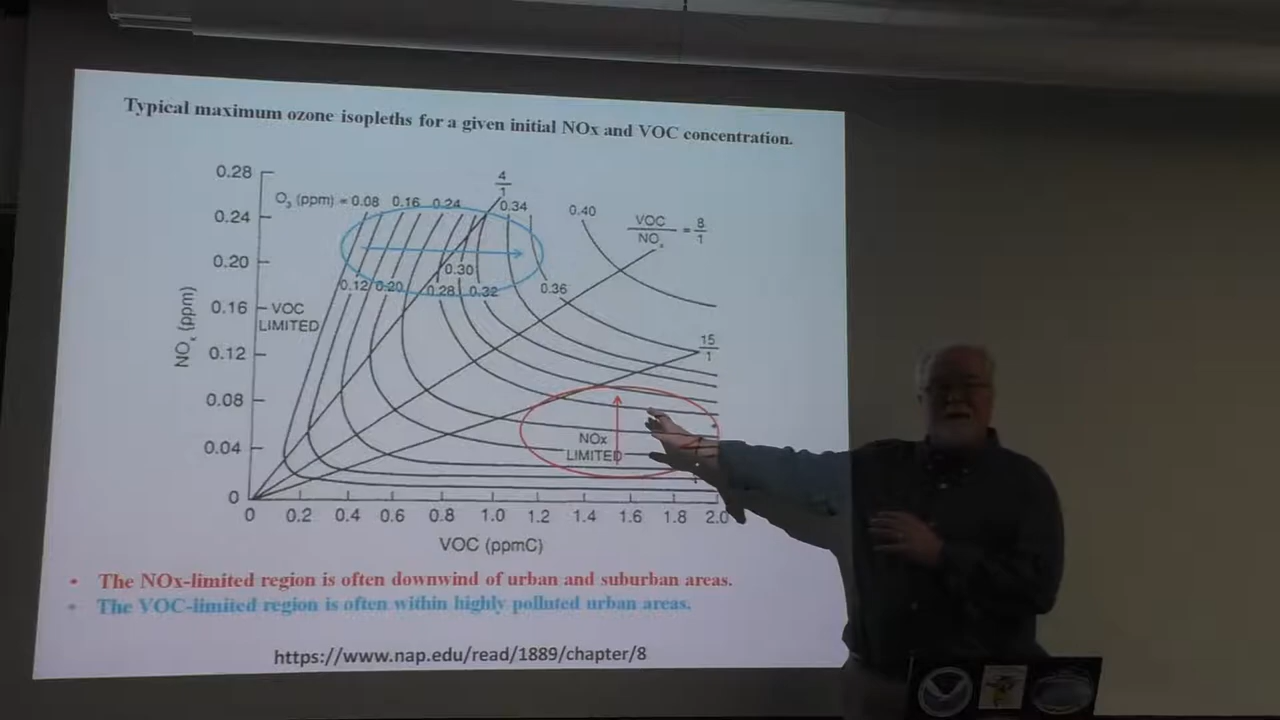 Typical maximum ozone isopleths for a given initial NOx and VOC concentration.
0.28
4
1
O₃ (ppm) = 0.08 0.16 0.24 0.34 0.40
0.24
VOC
NOₓ
= 8
1
0.20
0.30
0.12 0.20 0.28 0.32 0.36
NOₓ (ppm)
0.16
VOC
LIMITED
0.12
15
1
0.08
NOx
LIMITED
0.04
0
0 0.2 0.4 0.6 0.8 1.0 1.2 1.4 1.6 1.8 2.0
VOC (ppmC)
• The NOx-limited region is often downwind of urban and suburban areas.
• The VOC-limited region is often within highly polluted urban areas.
https://www.nap.edu/read/1889/chapter/8